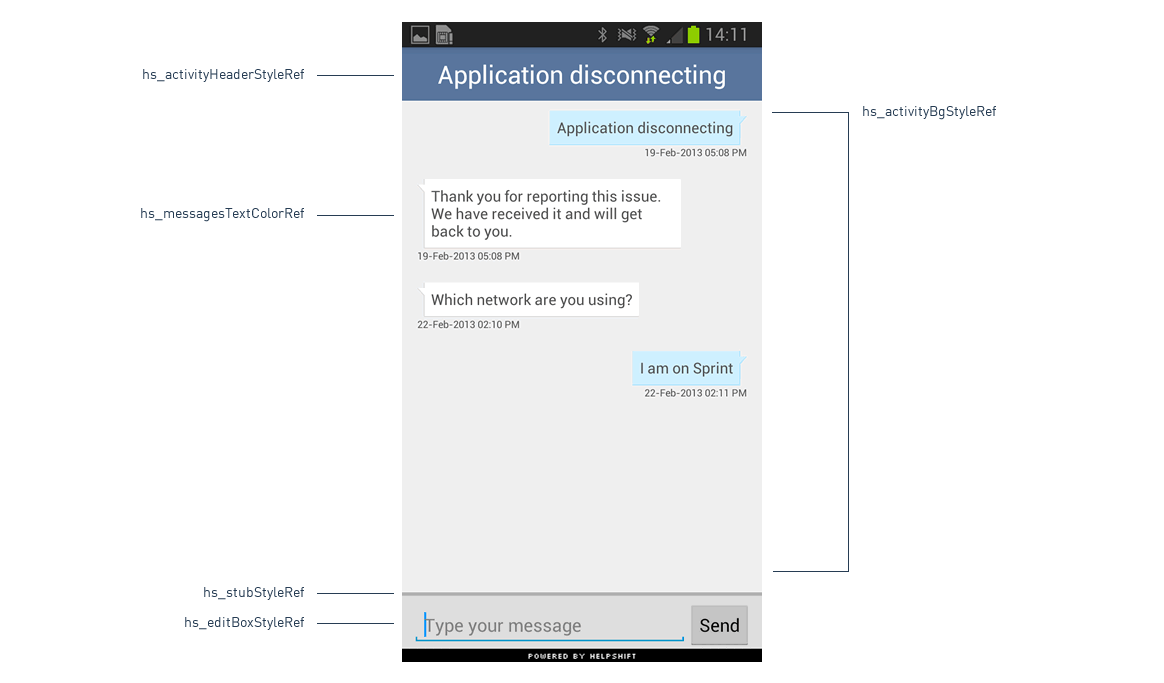 14:11
hs_activityHeaderStyleRef
Application disconnecting
hs_activityBgStyleRef
Application disconnecting
19-Feb-2013 05:08 PM
Thank you for reporting this issue.
We have received it and will get
back to you.
hs_messagesTextColorRef
19-Feb-2013 05:08 PM
Which network are you using?
22-Feb-2013 02:10 PM
I am on Sprint
22-Feb-2013 02:11 PM
hs_stubStyleRef
hs_editBoxStyleRef
Type your message
Send
POWERED BY HELPSHIFT